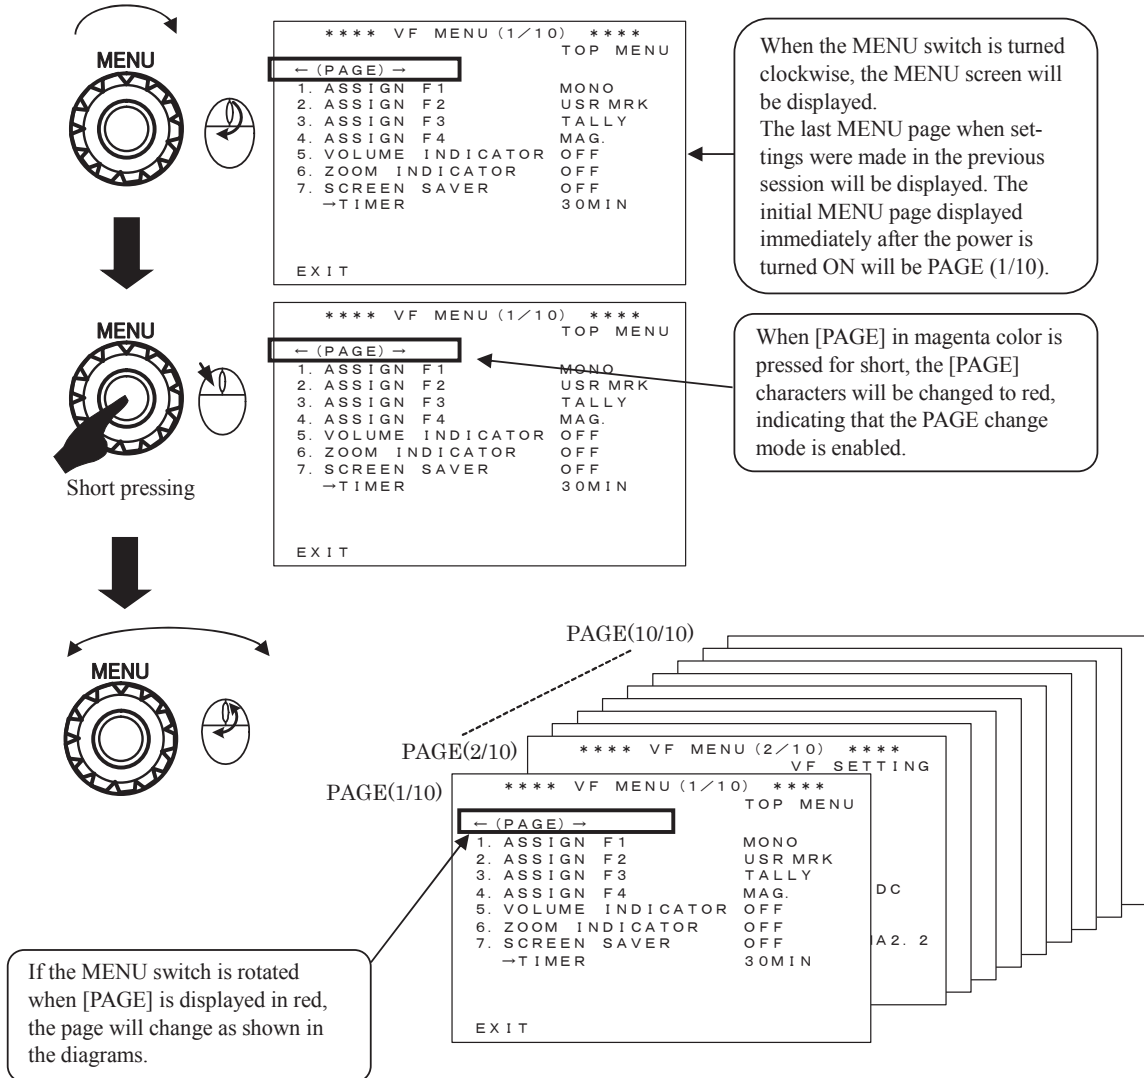 MENU
**** VF MENU(1/10) ****
TOP MENU
←(PAGE)→
1. ASSIGN F1 MONO
2. ASSIGN F2 USR MRK
3. ASSIGN F3 TALLY
4. ASSIGN F4 MAG.
5. VOLUME INDICATOR OFF
6. ZOOM INDICATOR OFF
7. SCREEN SAVER OFF
→TIMER 30MIN
EXIT
When the MENU switch is turned
clockwise, the MENU screen will
be displayed.
The last MENU page when set-
tings were made in the previous
session will be displayed. The
initial MENU page displayed
immediately after the power is
turned ON will be PAGE (1/10).
MENU
Short pressing
**** VF MENU(1/10) ****
TOP MENU
←(PAGE)→
1. ASSIGN F1 MONO
2. ASSIGN F2 USR MRK
3. ASSIGN F3 TALLY
4. ASSIGN F4 MAG.
5. VOLUME INDICATOR OFF
6. ZOOM INDICATOR OFF
7. SCREEN SAVER OFF
→TIMER 30MIN
EXIT
When [PAGE] in magenta color is
pressed for short, the [PAGE]
characters will be changed to red,
indicating that the PAGE change
mode is enabled.
MENU
PAGE(10/10)
PAGE(2/10)
**** VF MENU(2/10) ****
VF SETTING
DC
A2. 2
PAGE(1/10)
**** VF MENU(1/10) ****
TOP MENU
←(PAGE)→
1. ASSIGN F1 MONO
2. ASSIGN F2 USR MRK
3. ASSIGN F3 TALLY
4. ASSIGN F4 MAG.
5. VOLUME INDICATOR OFF
6. ZOOM INDICATOR OFF
7. SCREEN SAVER OFF
→TIMER 30MIN
EXIT
If the MENU switch is rotated
when [PAGE] is displayed in red,
the page will change as shown in
the diagrams.